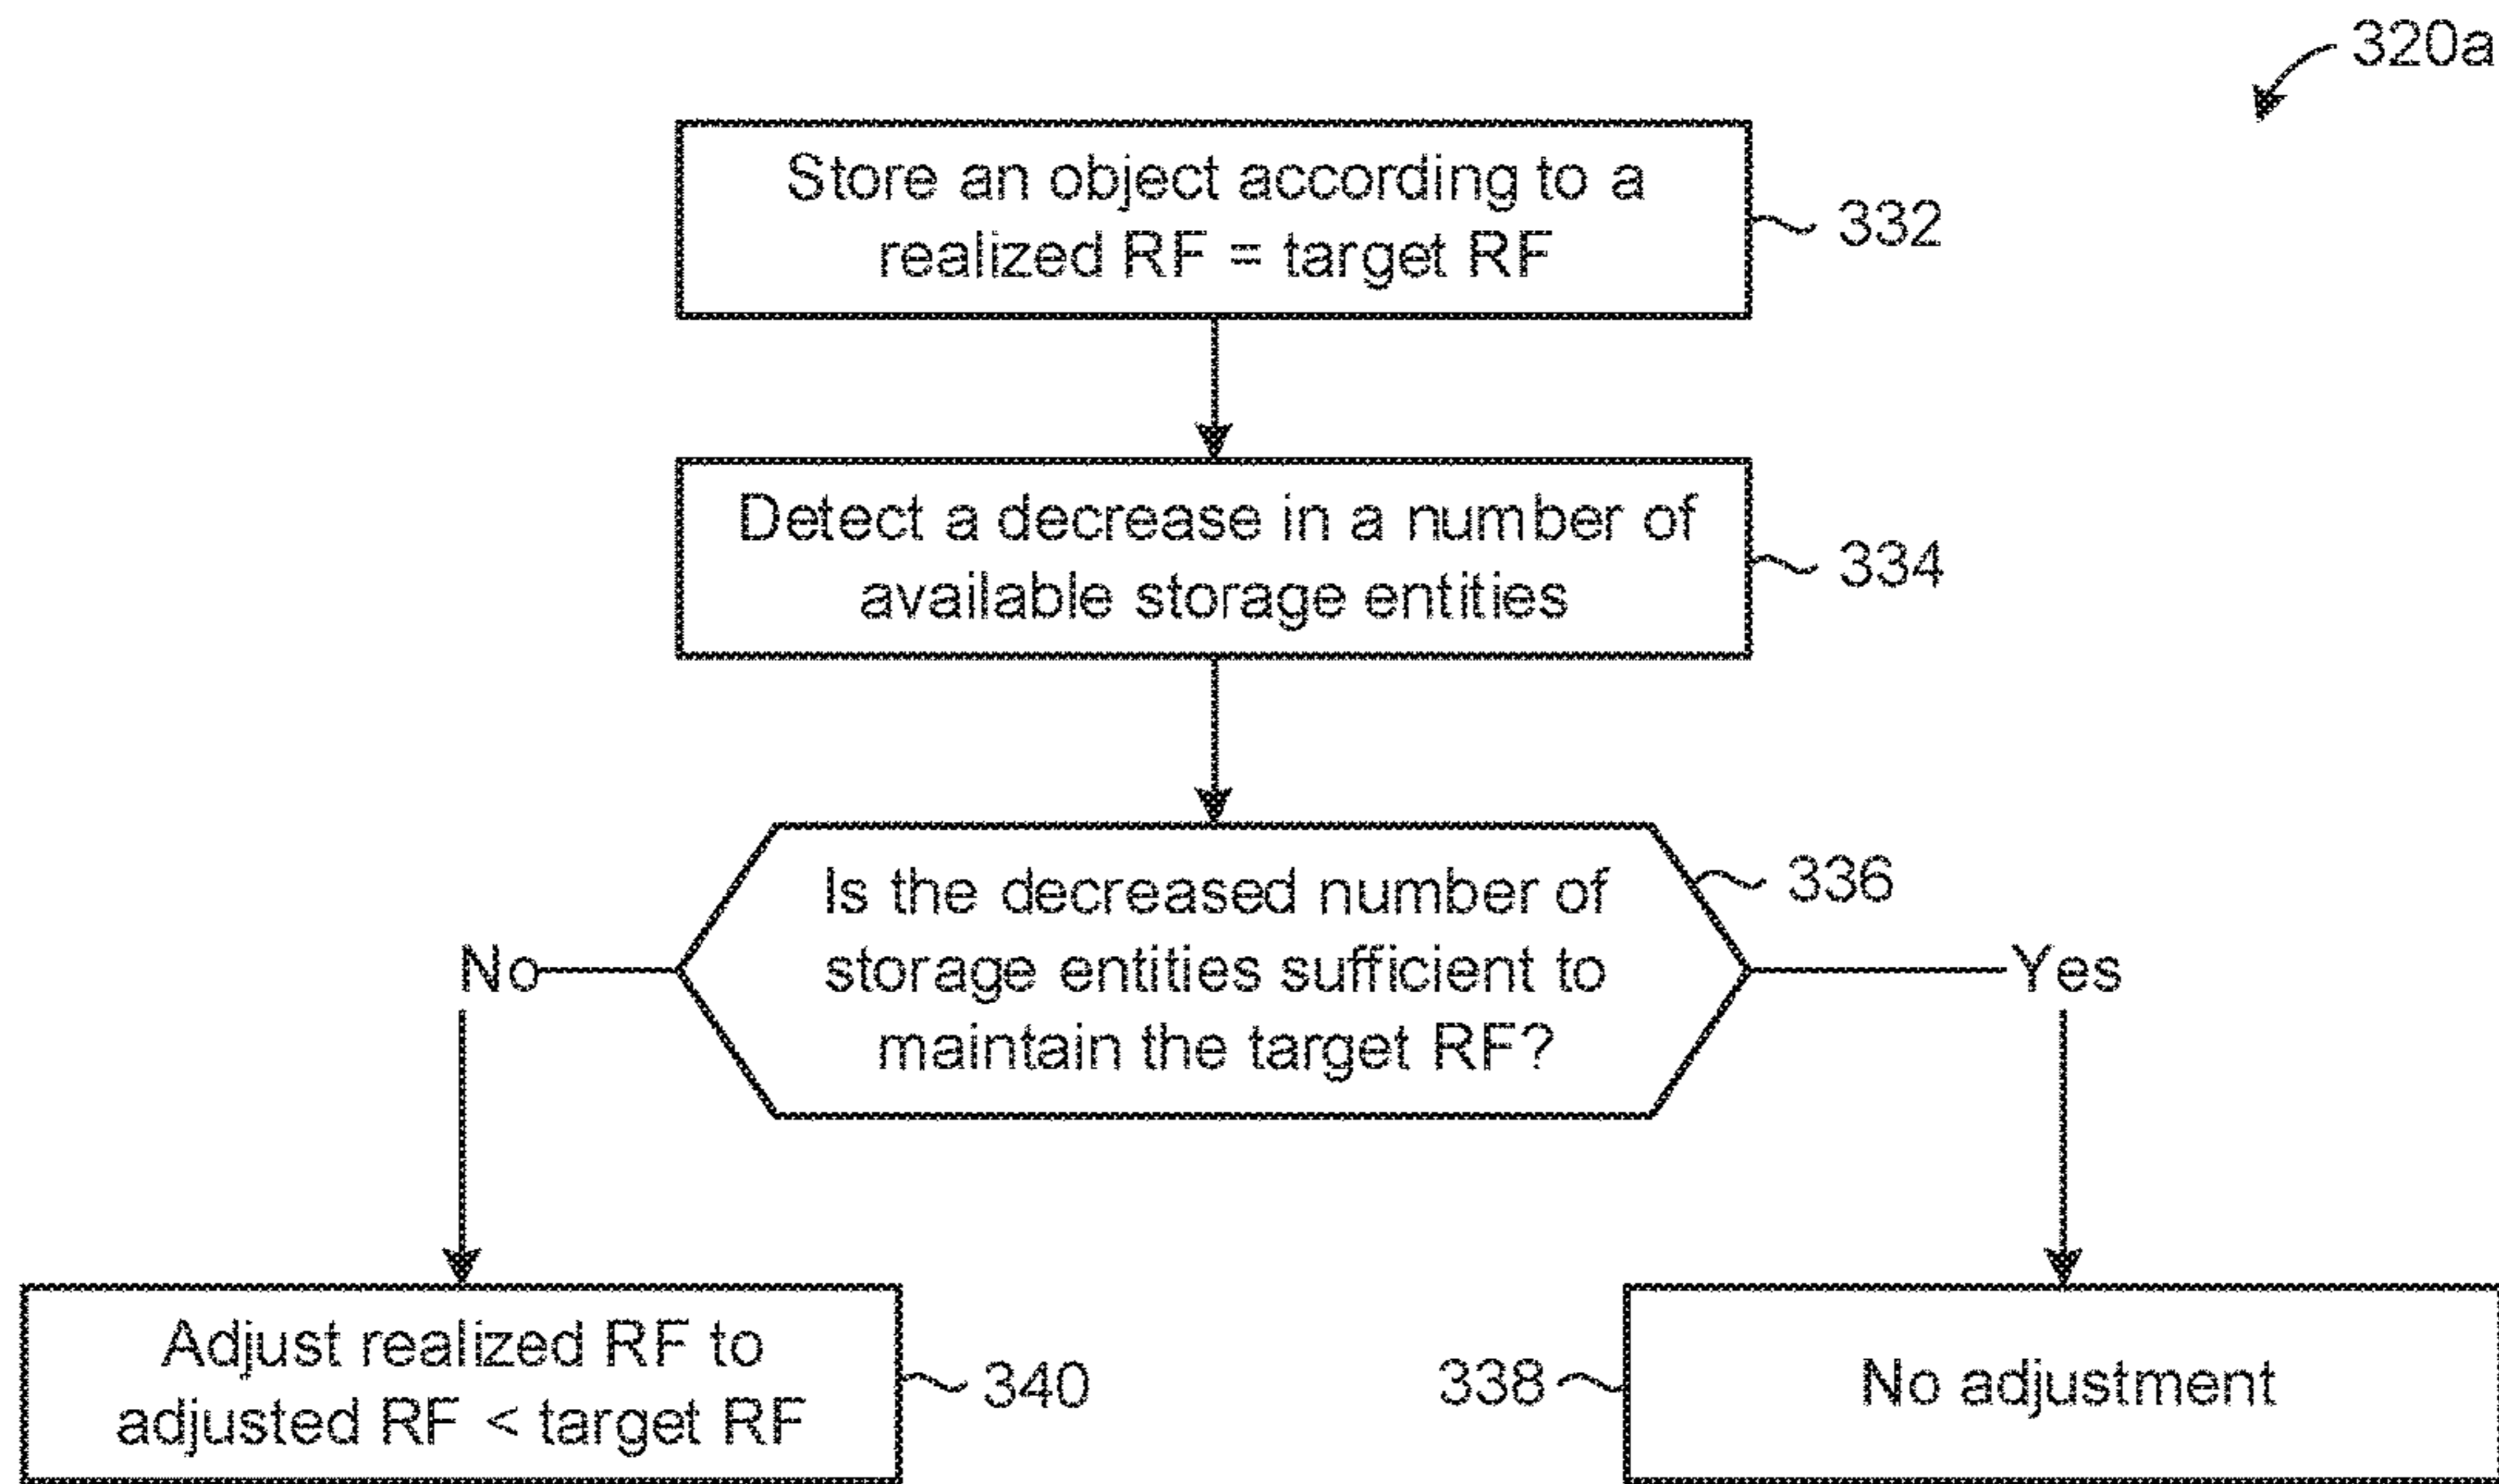 320a
Store an object according to a
realized RF = target RF
332
Detect a decrease in a number of
available storage entities
334
Is the decreased number of
storage entities sufficient to
maintain the target RF?
336
No
Yes
Adjust realized RF to
adjusted RF < target RF
340
338
No adjustment